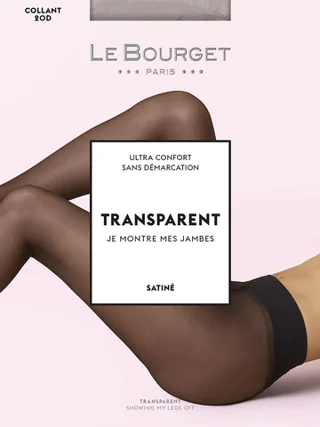 COLLANT
20D
LE BOURGET
PARIS
ULTRA CONFORT
SANS DÉMARCATION
TRANSPARENT
JE MONTRE MES JAMBES
SATINÉ
TRANSPARENT
SHOWING MY LEGS OFF